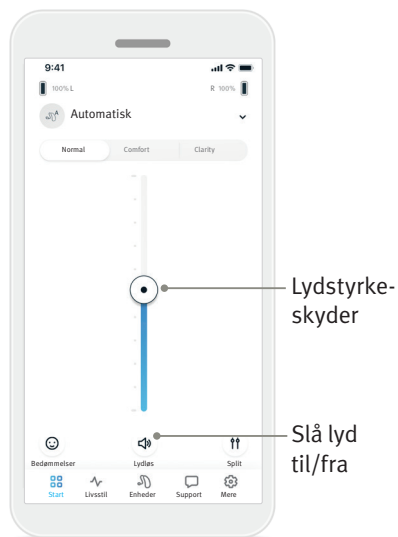 9:41
100% L
R 100%
Automatisk
Normal Comfort Clarity
Lydstyrke-
skyder
Slå lyd
til/fra
Bedømmelser Lydløs Split
Start Livsstil Enheder Support Mere